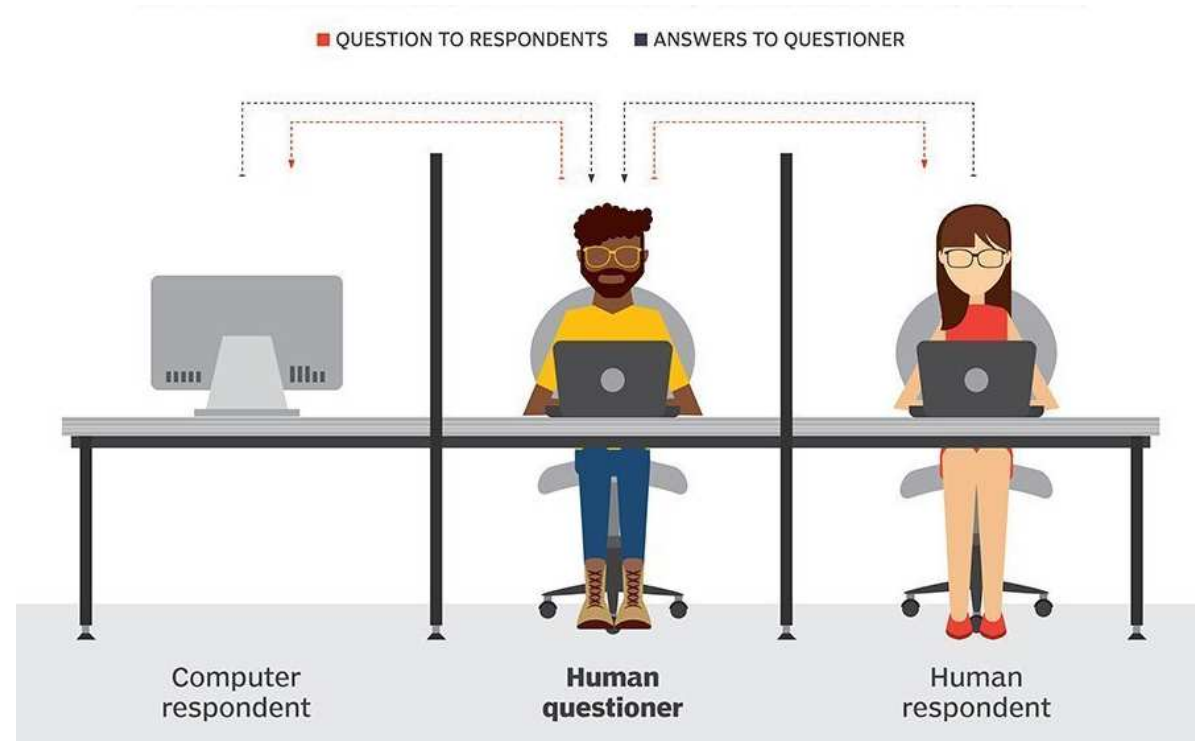 QUESTION TO RESPONDENTS ANSWERS TO QUESTIONER
Computer respondent
Human questioner
Human respondent